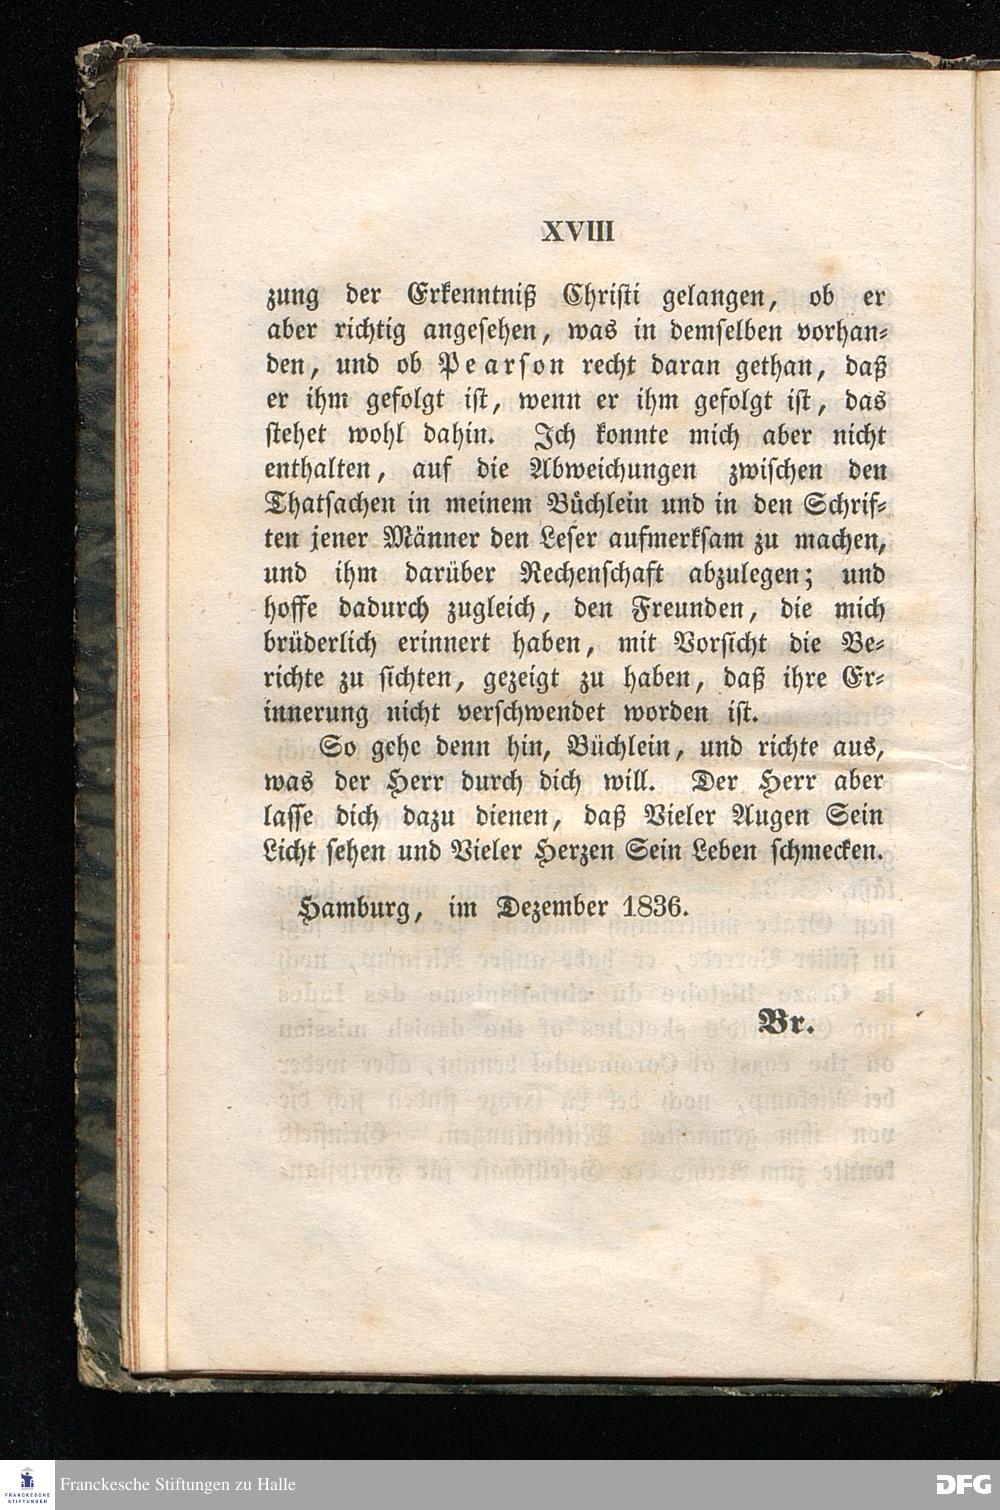 XVIII
zung der Erkenntniß Christi gelangen, ob er
aber richtig angesehen, was in demselben vorhan-
den, und ob Pearson recht daran gethan, daß
er ihm gefolgt ist, wenn er ihm gefolgt ist, das
stehet wohl dahin. Ich konnte mich aber nicht
enthalten, auf die Abweichungen zwischen den
Thatsachen in meinem Büchlein und in den Schrif-
ten jener Männer den Leser aufmerksam zu machen,
und ihm darüber Rechenschaft abzulegen; und
hoffe dadurch zugleich, den Freunden, die mich
brüderlich erinnert haben, mit Vorsicht die Be-
richte zu sichten, gezeigt zu haben, daß ihre Er-
innerung nicht verschwendet worden ist.
So gehe denn hin, Büchlein, und richte aus,
was der Herr durch dich will. Der Herr aber
lasse dich dazu dienen, daß Vieler Augen Sein
Licht sehen und Vieler Herzen Sein Leben schmecken.
Hamburg, im Dezember 1836.
Br.
FRANCKESCHE
STIFTUNGEN
Franckesche Stiftungen zu Halle
DFG